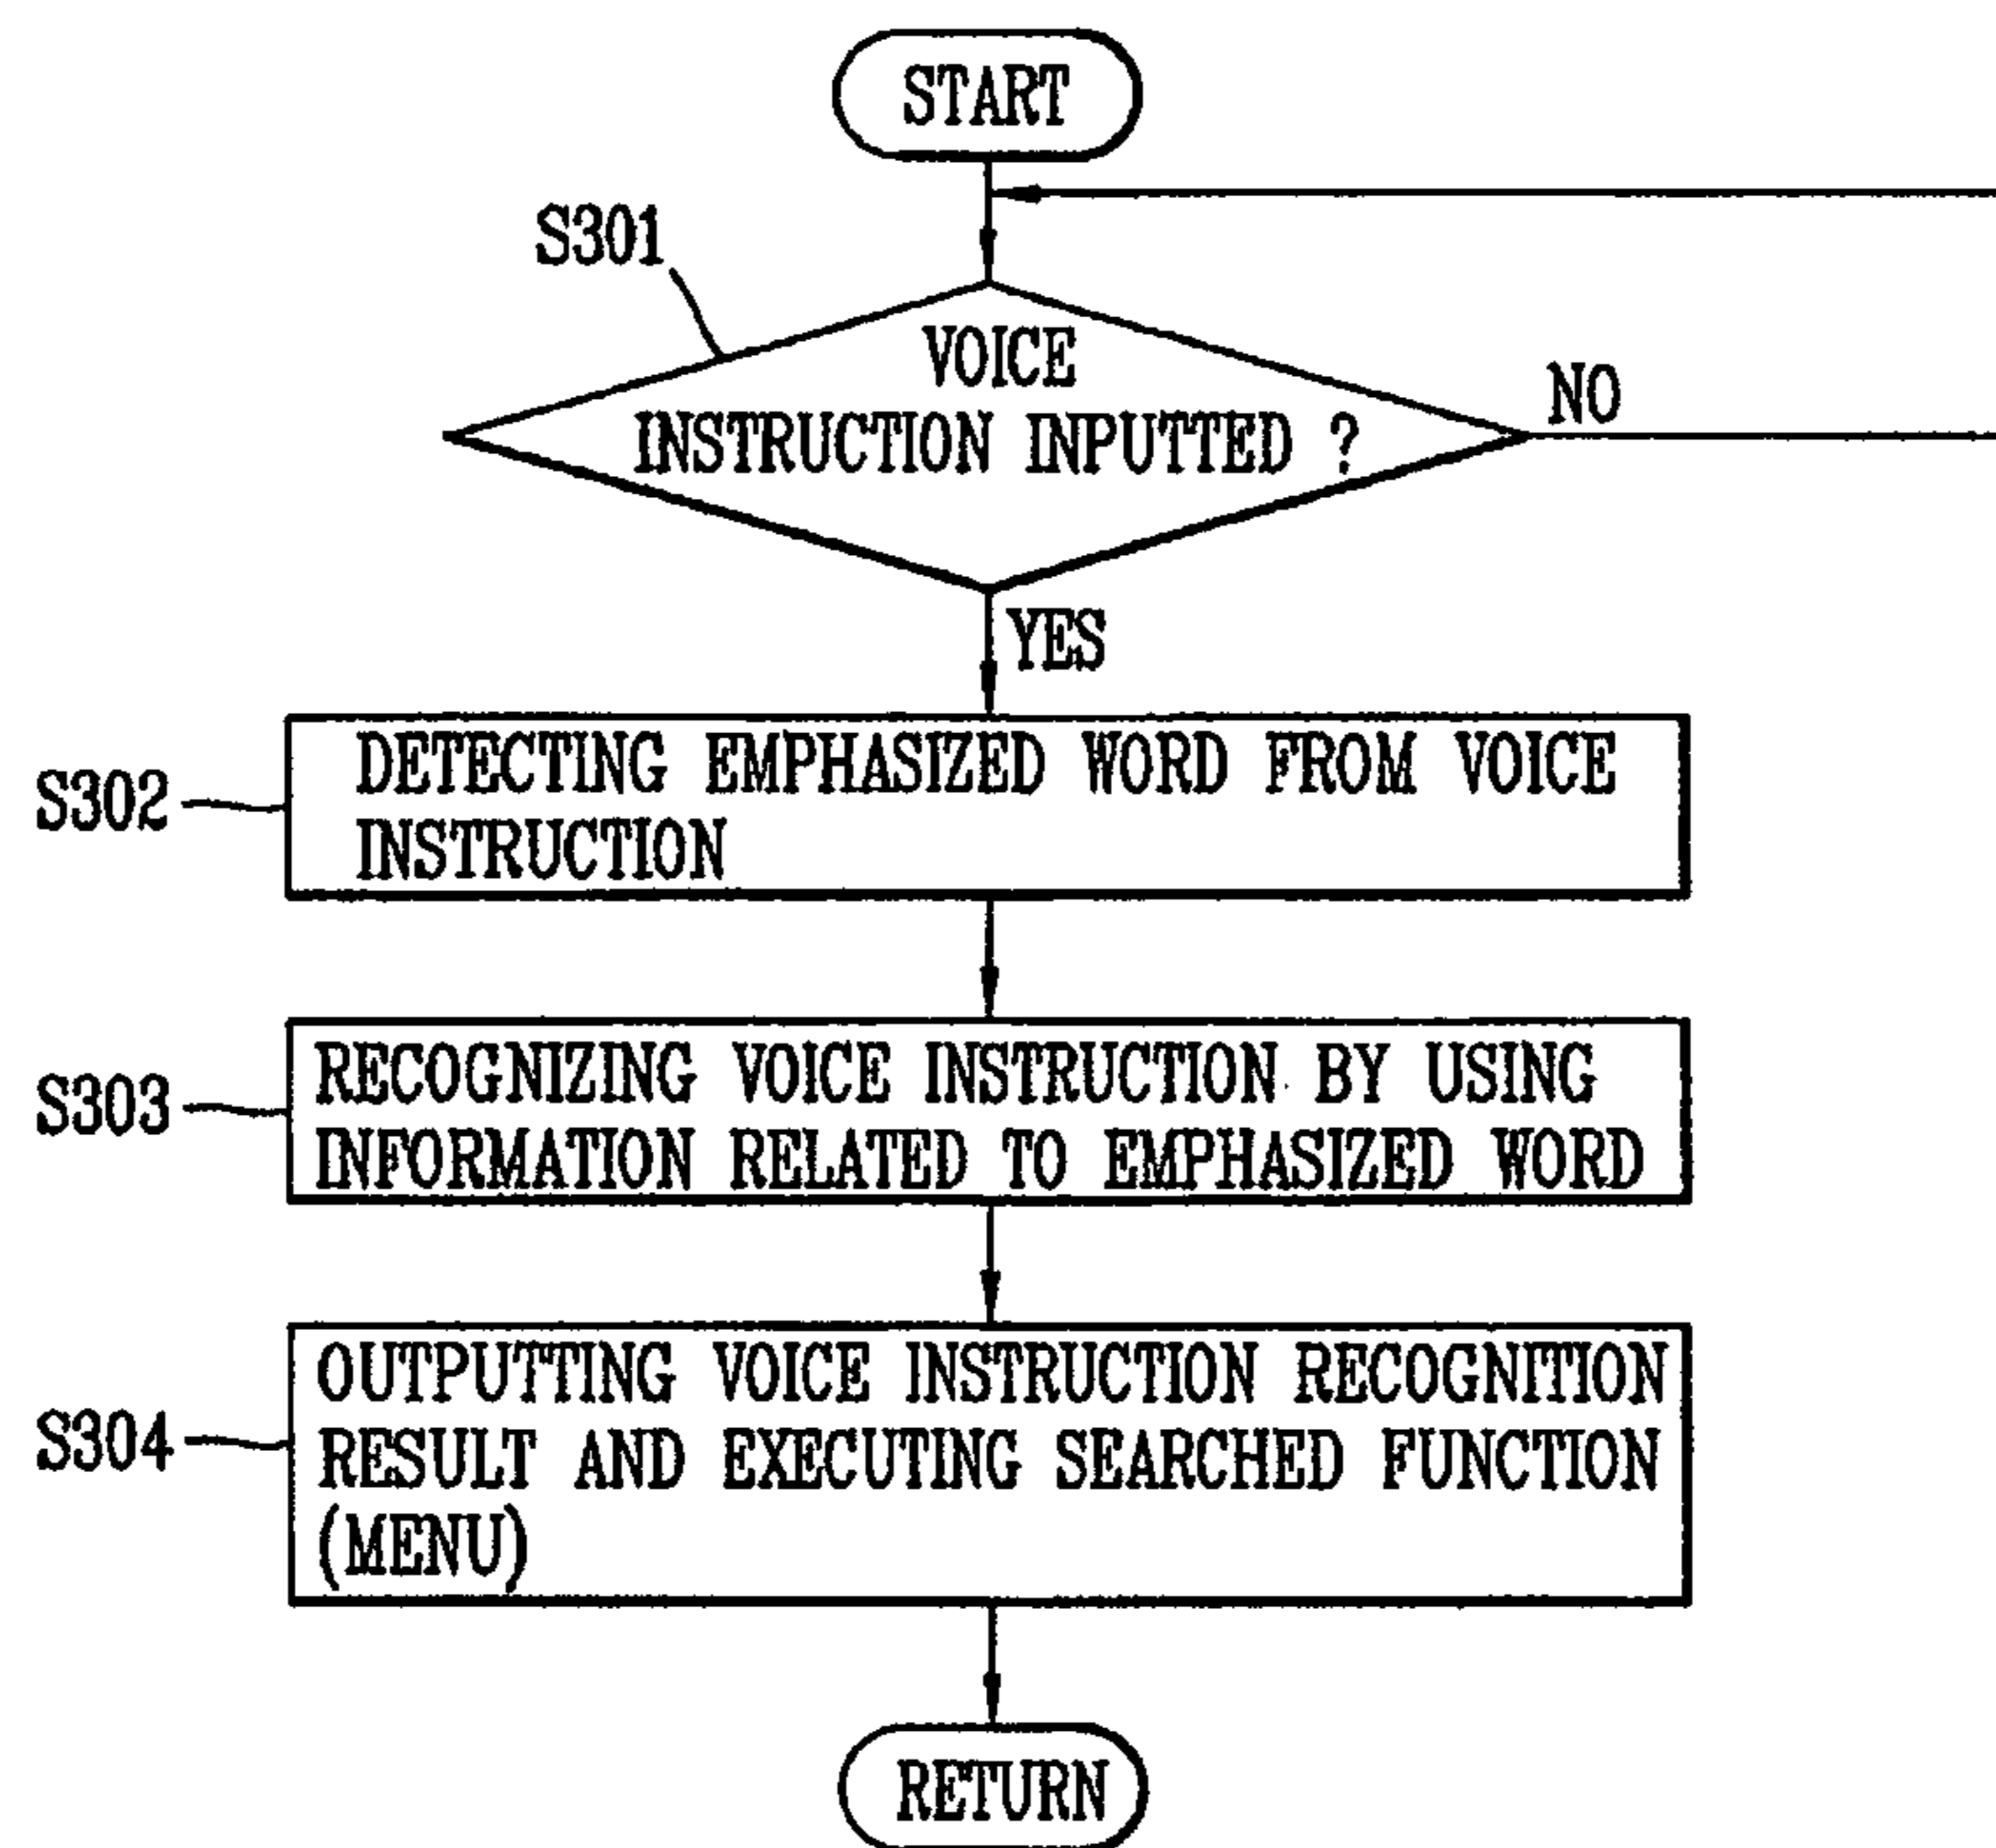 START
S301
VOICE
INSTRUCTION INPUTTED ?
NO
YES
S302
DETECTING EMPHASIZED WORD FROM VOICE
INSTRUCTION
S303
RECOGNIZING VOICE INSTRUCTION BY USING
INFORMATION RELATED TO EMPHASIZED WORD
S304
OUTPUTTING VOICE INSTRUCTION RECOGNITION
RESULT AND EXECUTING SEARCHED FUNCTION
(MENU)
RETURN